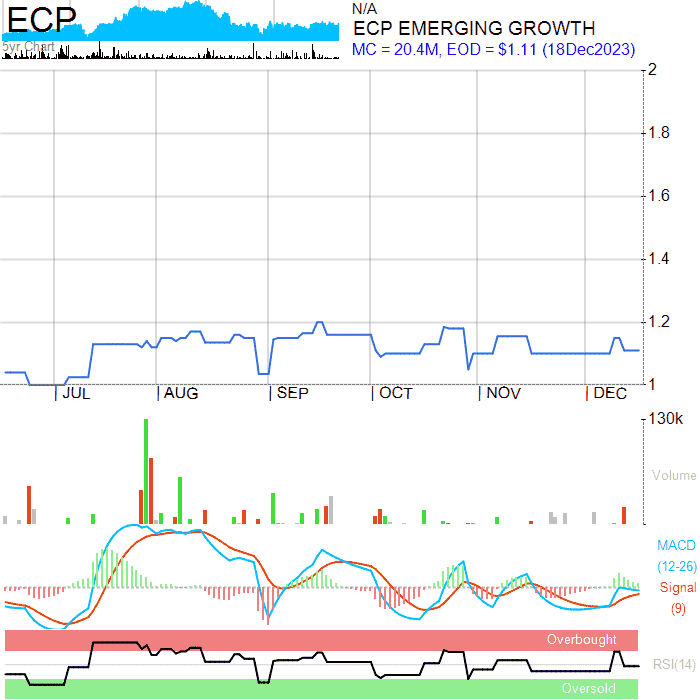 ECP
5yr Chart
N/A
ECP EMERGING GROWTH
MC = 20.4M, EOD = $1.11 (18Dec2023)
2
1.8
1.6
1.4
1.2
1
JUL AUG SEP OCT NOV DEC
130k
Volume
MACD
(12-26)
Signal
(9)
Overbought
RSI(14)
Oversold